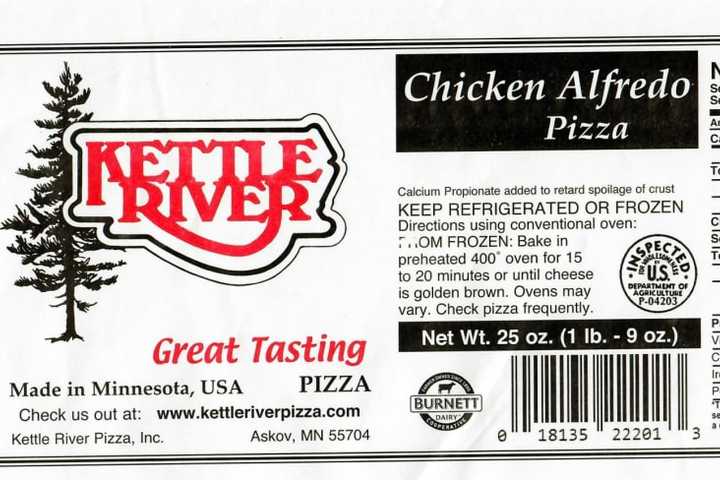 KETTLE
RIVER
Great Tasting
PIZZA
Made in Minnesota, USA
Check us out at: www.kettleriverpizza.com
Kettle River Pizza, Inc. Askov, MN 55704
Chicken Alfredo
Pizza
Calcium Propionate added to retard spoilage of crust
KEEP REFRIGERATED OR FROZEN
Directions using conventional oven:
OM FROZEN: Bake in
preheated 400° oven for 15
to 20 minutes or until cheese
is golden brown. Ovens may
vary. Check pizza frequently.
INSPECTED
FOR WHOLESOMENESS
BY
U.S.
DEPARTMENT OF
AGRICULTURE
P-04203
Net Wt. 25 oz. (1 lb. - 9 oz.)
BURNETT
DAIRY
COOPERATIVE
0 18135 22201 3